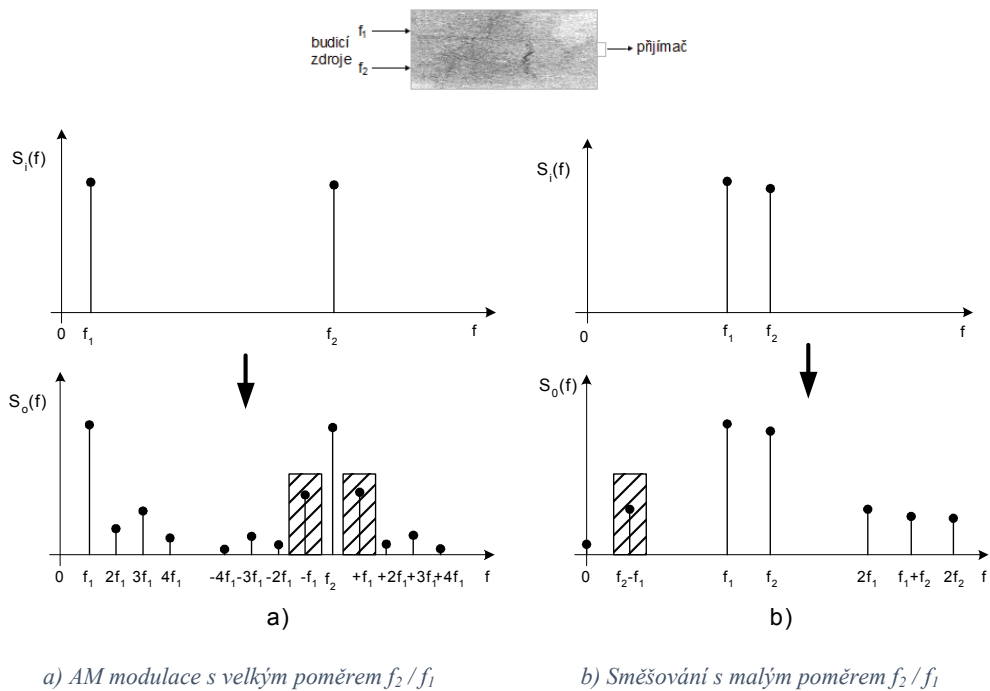 budicí
zdroje
f1
f2
přijímač
Si(f)
0 f1 f2 f
Si(f)
0 f1 f2 f
So(f)
0 f1 2f1 3f1 4f1 -4f1 -3f1 -2f1 -f1 f2 +f1 +2f1 +3f1 +4f1 f
a)
S0(f)
0 f2-f1 f1 f2 2f1 f1+f2 2f2 f
b)
a) AM modulace s velkým poměrem f2 / f1
b) Směšování s malým poměrem f2 / f1